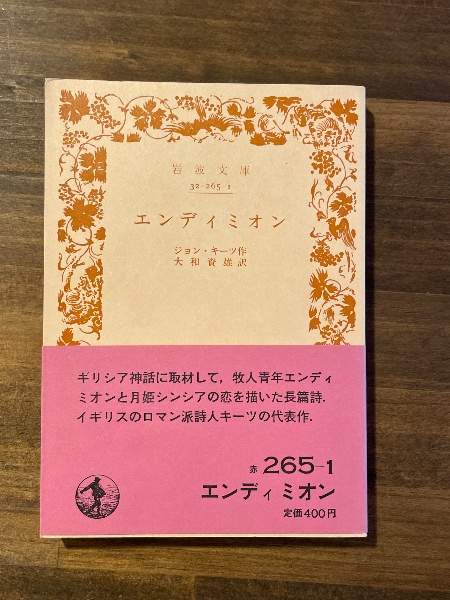 岩波文庫
32-265-1
エンディミオン
ジョン・キーツ作
大和資雄訳
ギリシア神話に取材して，牧人青年エンディ
ミオンと月姫シンシアの恋を描いた長篇詩．
イギリスのロマン派詩人キーツの代表作．
赤 265-1
エンディミオン
定価400円